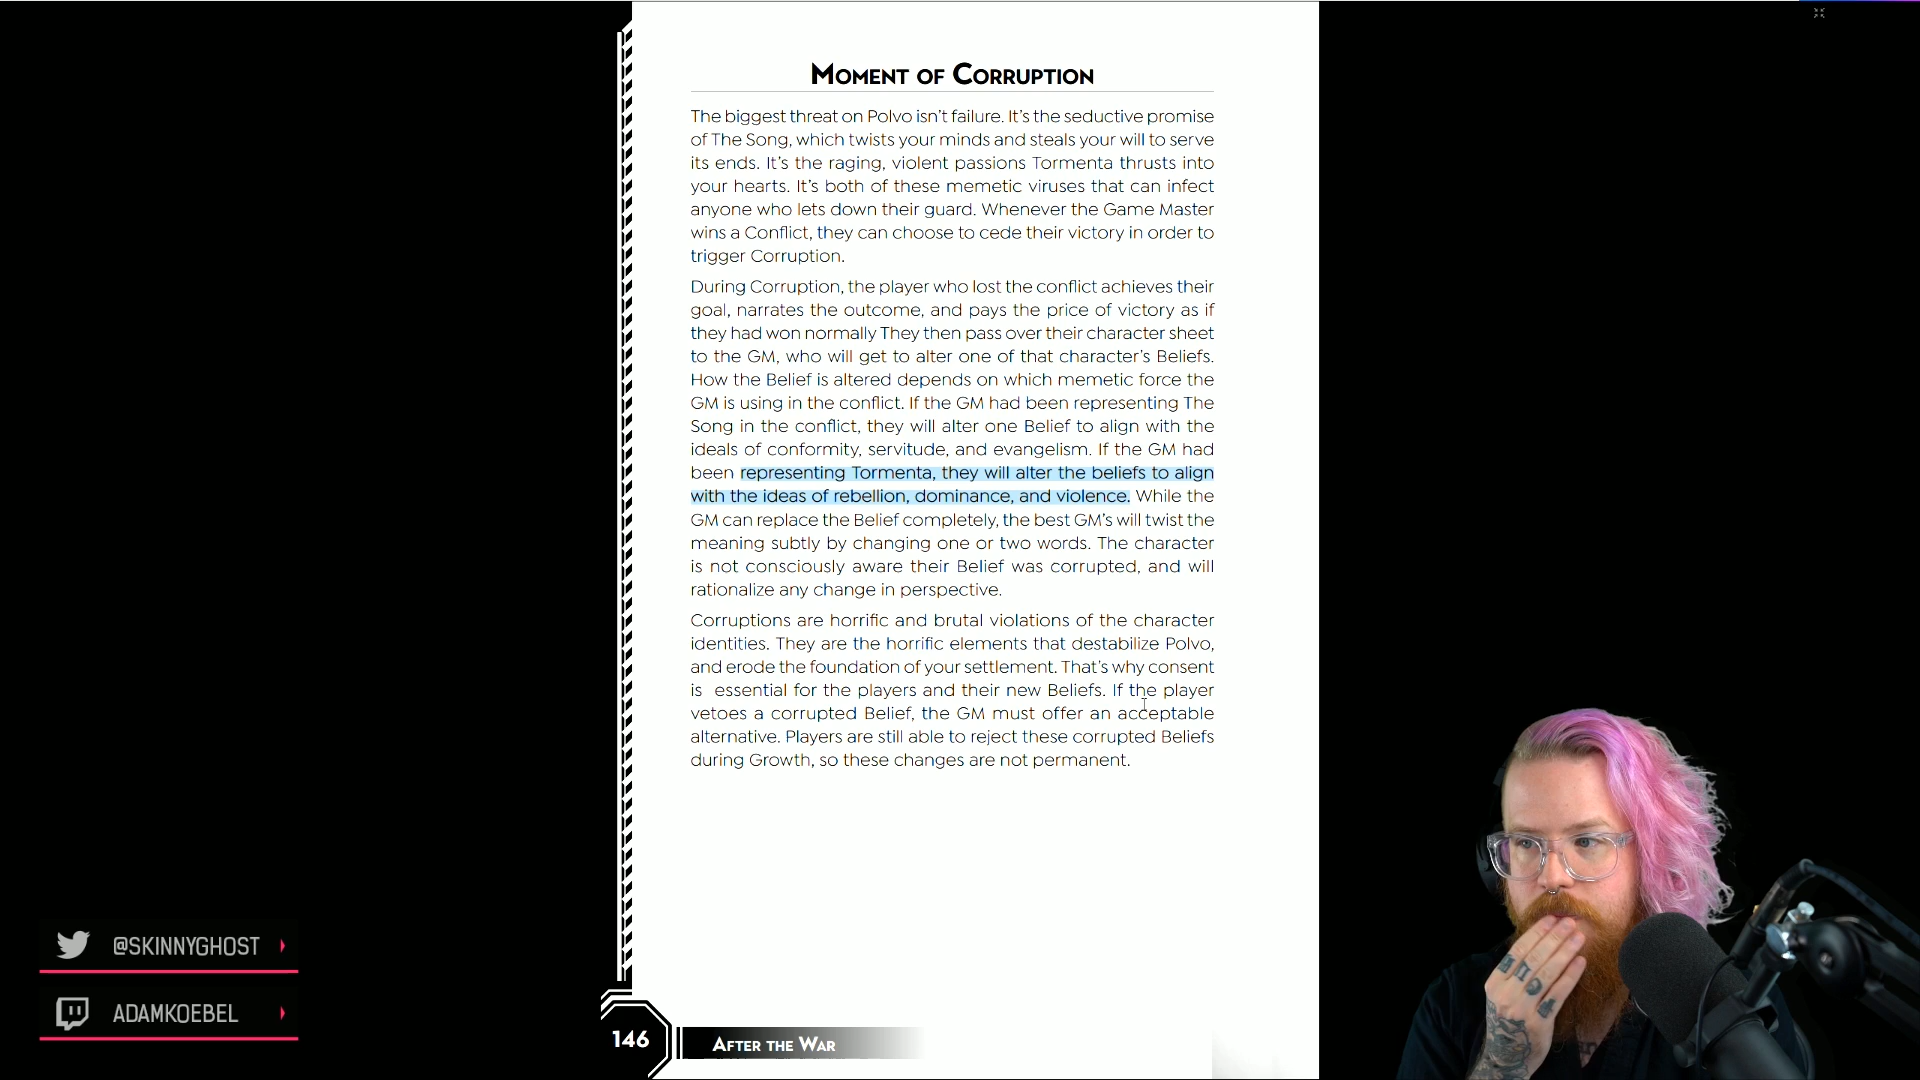 Moment of Corruption
The biggest threat on Polvo isn't failure. It's the seductive promise
of The Song, which twists your minds and steals your will to serve
its ends. It's the raging, violent passions Tormenta thrusts into
your hearts. It's both of these memetic viruses that can infect
anyone who lets down their guard. Whenever the Game Master
wins a Conflict, they can choose to cede their victory in order to
trigger Corruption.
During Corruption, the player who lost the conflict achieves their
goal, narrates the outcome, and pays the price of victory as if
they had won normally They then pass over their character sheet
to the GM, who will get to alter one of that character's Beliefs.
How the Belief is altered depends on which memetic force the
GM is using in the conflict. If the GM had been representing The
Song in the conflict, they will alter one Belief to align with the
ideals of conformity, servitude, and evangelism. If the GM had
been representing Tormenta, they will alter the beliefs to align
with the ideas of rebellion, dominance, and violence. While the
GM can replace the Belief completely, the best GM's will twist the
meaning subtly by changing one or two words. The character
is not consciously aware their Belief was corrupted, and will
rationalize any change in perspective.
Corruptions are horrific and brutal violations of the character
identities. They are the horrific elements that destabilize Polvo,
and erode the foundation of your settlement. That's why consent
is essential for the players and their new Beliefs. If the player
vetoes a corrupted Belief, the GM must offer an acceptable
alternative. Players are still able to reject these corrupted Beliefs
during Growth, so these changes are not permanent.
@SKINNYGHOST
ADAMKOEBEL
146
After the War